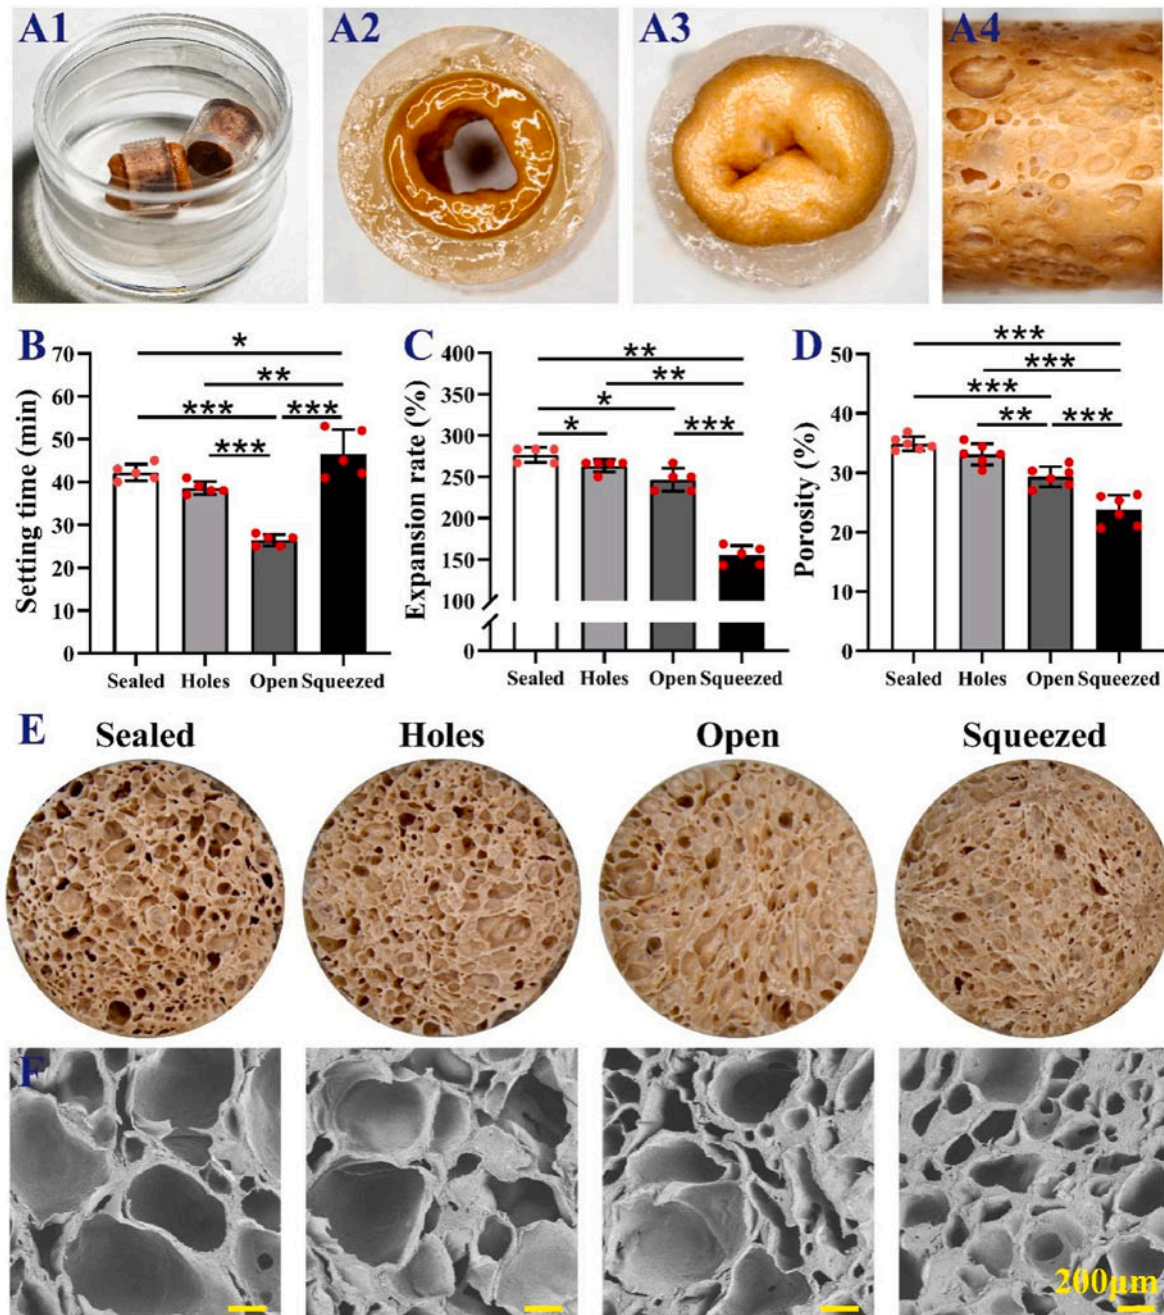 A1 A2 A3 A4
B
Setting time (min)
70
60
50
40
30
20
10
0
*
**
*** ***
***
Sealed Holes Open Squeezed
C
Expansion rate (%)
400
350
300
250
200
150
100
0
**
**
*
* ***
Sealed Holes Open Squeezed
D
Porosity (%)
50
40
30
20
10
0
***
***
***
** ***
Sealed Holes Open Squeezed
E Sealed Holes Open Squeezed
F
200μm